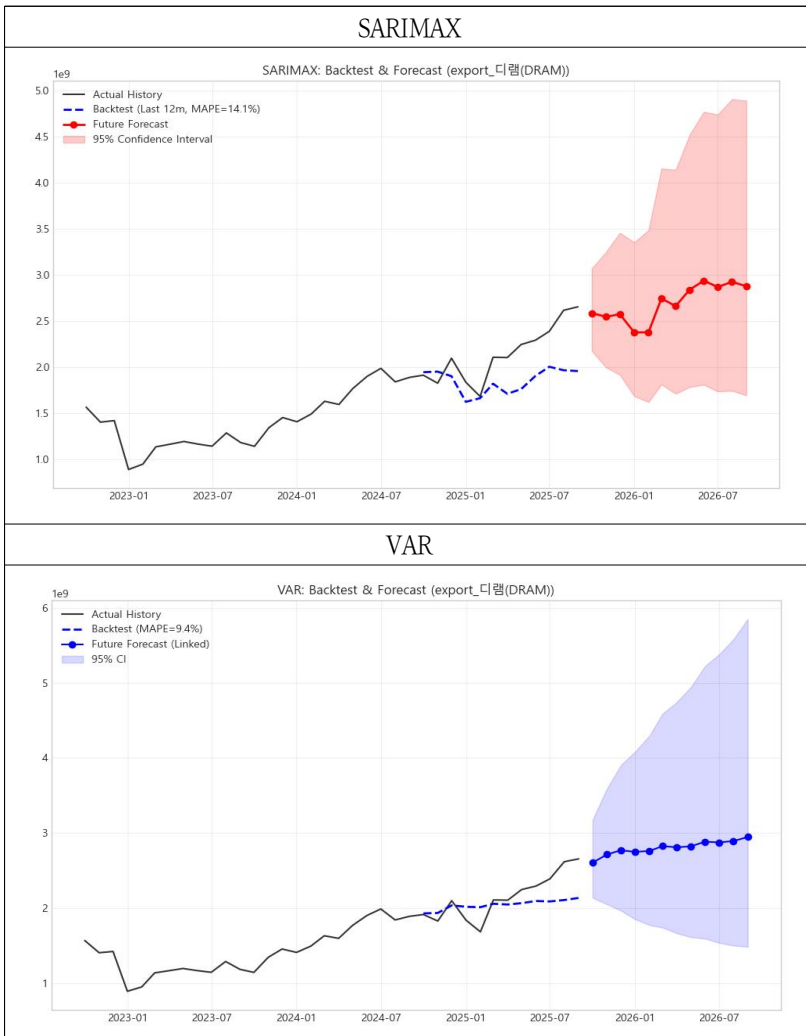 SARIMAX
SARIMAX: Backtest & Forecast (export_디램(DRAM))
1e9
Actual History
Backtest (Last 12m, MAPE=14.1%)
Future Forecast
95% Confidence Interval
5.0
4.5
4.0
3.5
3.0
2.5
2.0
1.5
1.0
2023-01 2023-07 2024-01 2024-07 2025-01 2025-07 2026-01 2026-07
VAR
VAR: Backtest & Forecast (export_디램(DRAM))
1e9
Actual History
Backtest (MAPE=9.4%)
Future Forecast (Linked)
95% CI
6
5
4
3
2
1
2023-01 2023-07 2024-01 2024-07 2025-01 2025-07 2026-01 2026-07